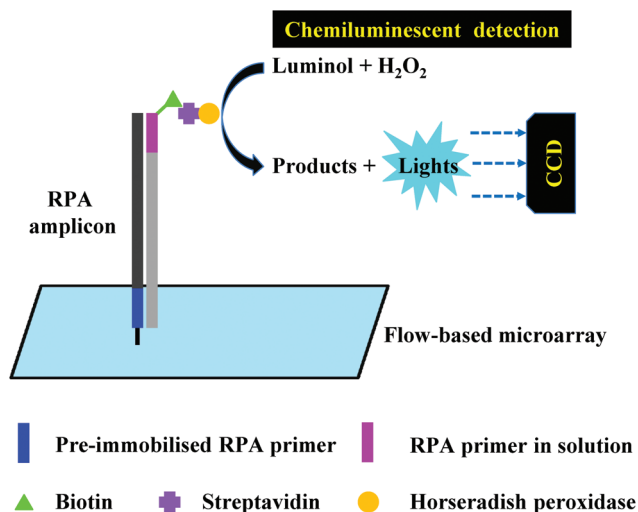 Chemiluminescent detection
Luminol + H₂O₂
Products + Lights
CCD
RPA
amplicon
Flow-based microarray
Pre-immobilised RPA primer
RPA primer in solution
Biotin
Streptavidin
Horseradish peroxidase